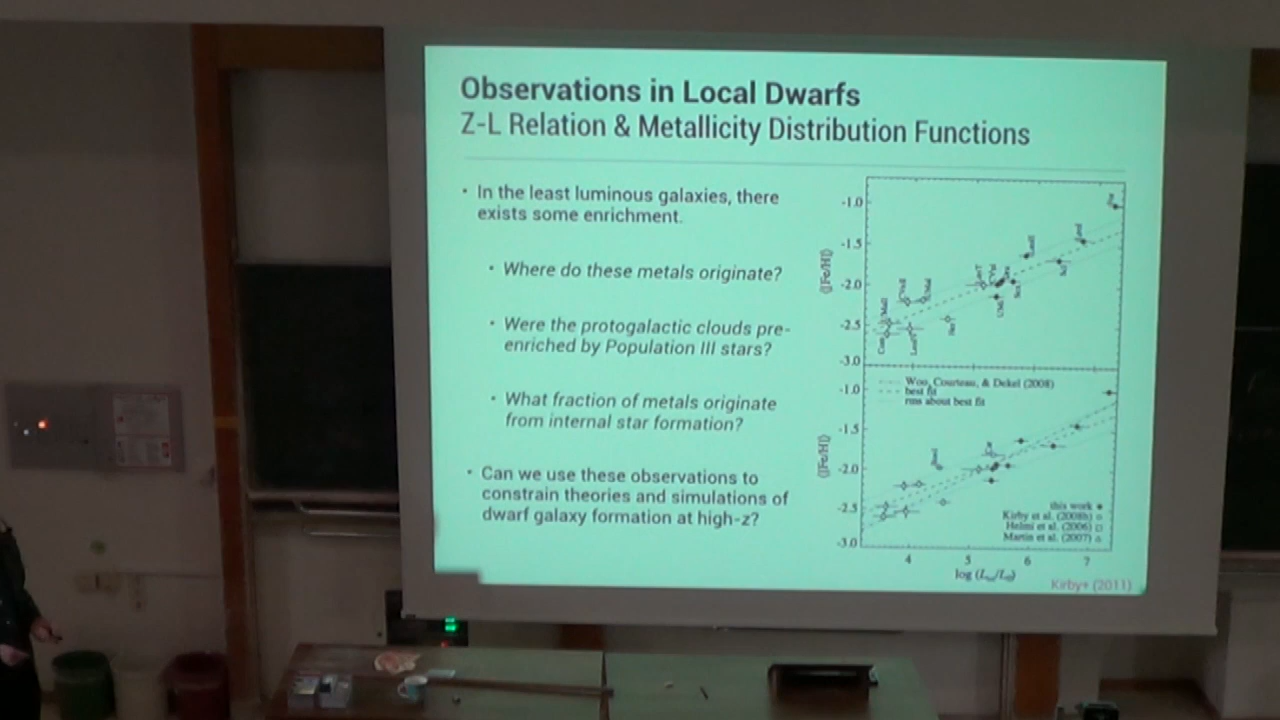 Observations in Local Dwarfs
Z-L Relation & Metallicity Distribution Functions
• In the least luminous galaxies, there
exists some enrichment.
• Where do these metals originate?
• Were the protogalactic clouds pre-
enriched by Population III stars?
• What fraction of metals originate
from internal star formation?
• Can we use these observations to
constrain theories and simulations of
dwarf galaxy formation at high-z?
-1.0
-1.5
-2.0
-2.5
-3.0
⟨[Fe/H]⟩
Woo, Courteau, & Dekel (2008)
best fit
rms about best fit
-1.0
-1.5
-2.0
-2.5
-3.0
⟨[Fe/H]⟩
this work
Kirby et al. (2008b)
Helmi et al. (2006)
Martin et al. (2007)
4 5 6 7
log (L
Kirby+ (2011)